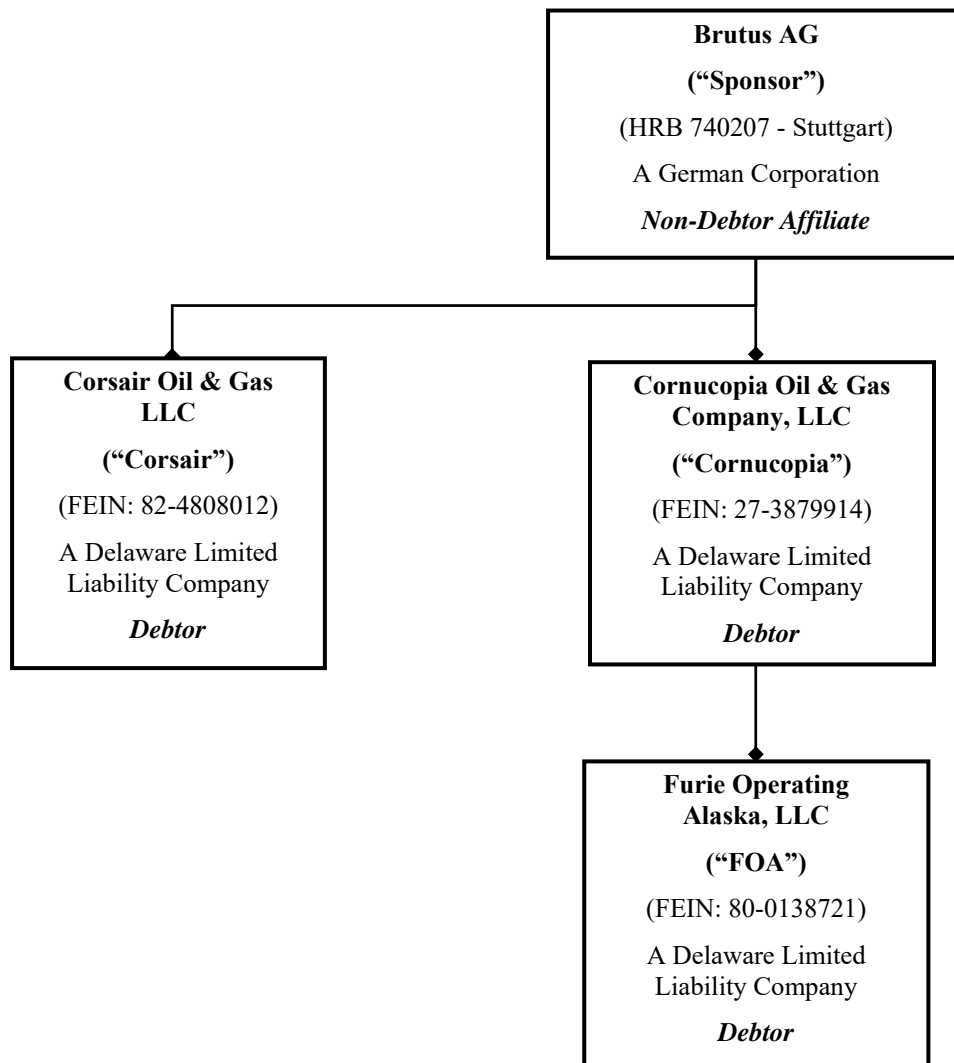 Brutus AG
(“Sponsor”)
(HRB 740207 - Stuttgart)
A German Corporation
Non-Debtor Affiliate
Corsair Oil & Gas
LLC
(“Corsair”)
(FEIN: 82-4808012)
A Delaware Limited
Liability Company
Debtor
Cornucopia Oil & Gas
Company, LLC
(“Cornucopia”)
(FEIN: 27-3879914)
A Delaware Limited
Liability Company
Debtor
Furie Operating
Alaska, LLC
(“FOA”)
(FEIN: 80-0138721)
A Delaware Limited
Liability Company
Debtor